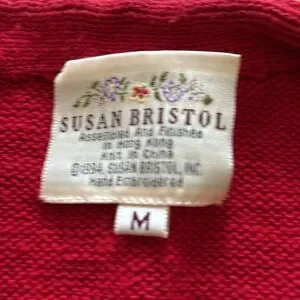 SUSAN BRISTOL
Assembled And Finished
In Hong Kong
Knit In China
©1994, SUSAN BRISTOL, INC.
Hand Embroidered
M